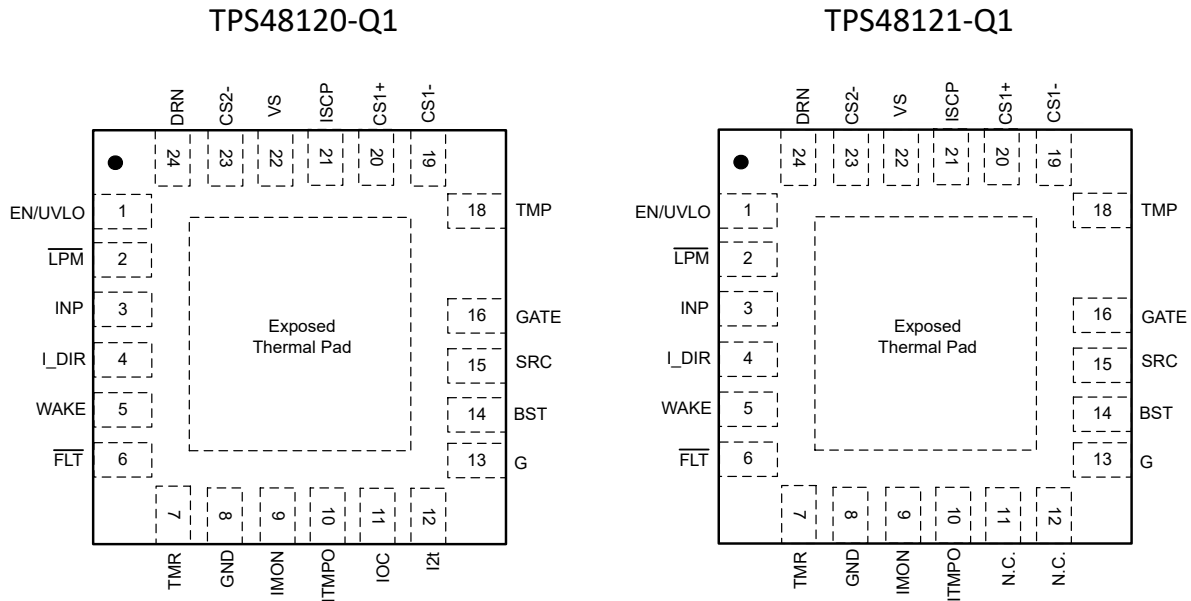 TPS48120-Q1
DRN
CS2-
VS
ISCP
CS1+
CS1-
24
23
22
21
20
19
EN/UVLO 1
LPM 2
INP 3
I_DIR 4
WAKE 5
FLT 6
Exposed
Thermal Pad
18 TMP
16 GATE
15 SRC
14 BST
13 G
7
8
9
10
11
12
TMR
GND
IMON
ITMPO
IOC
I2t
TPS48121-Q1
DRN
CS2-
VS
ISCP
CS1+
CS1-
24
23
22
21
20
19
EN/UVLO 1
LPM 2
INP 3
I_DIR 4
WAKE 5
FLT 6
Exposed
Thermal Pad
18 TMP
16 GATE
15 SRC
14 BST
13 G
7
8
9
10
11
12
TMR
GND
IMON
ITMPO
N.C.
N.C.